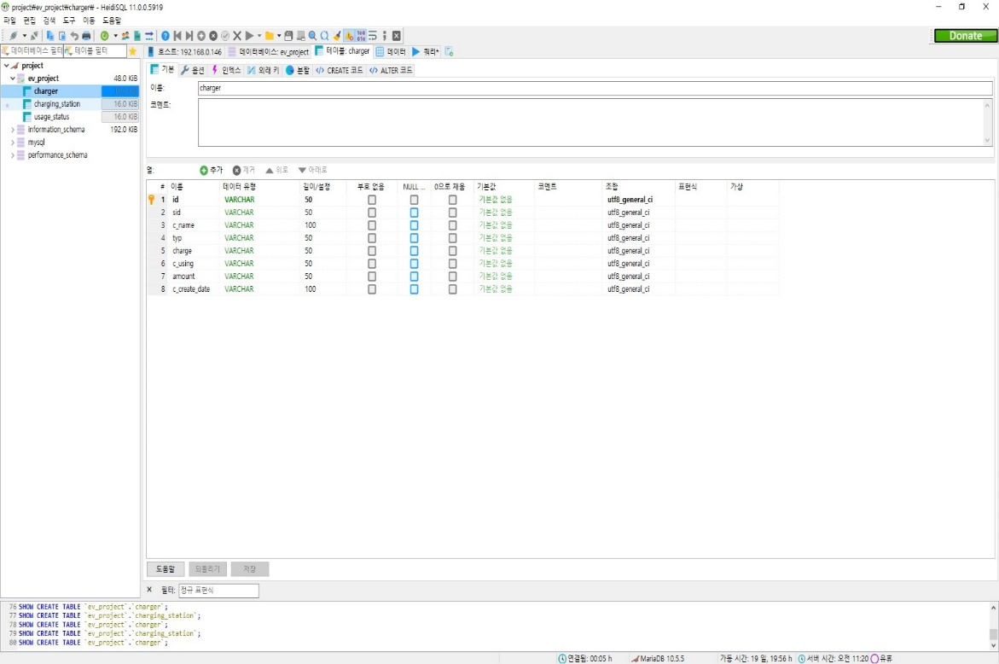 project\ev_project\charger\ - HeidiSQL 11.0.0.5919
파일 편집 검색 도구 이동 도움말
Donate
데이터베이스 필터 테이블 필터
호스트: 192.168.0.146 데이터베이스: ev_project 테이블: charger 데이터 쿼리*
project
ev_project 48.0 KiB
charger
charging_station 16.0 KiB
usage_status 16.0 KiB
information_schema 192.0 KiB
mysql
performance_schema
기본 옵션 인덱스 외래 키 분할 CREATE 코드 ALTER 코드
이름: charger
코멘트:
열: 추가 제거 위로 아래로
# 이름 데이터 유형 길이/설정 부호 없음 NULL ... 0으로 채움 기본값 코멘트 조합 표현식 가상
1 id VARCHAR 50 기본값 없음 utf8_general_ci
2 sid VARCHAR 50 기본값 없음 utf8_general_ci
3 c_name VARCHAR 100 기본값 없음 utf8_general_ci
4 typ VARCHAR 50 기본값 없음 utf8_general_ci
5 charge VARCHAR 50 기본값 없음 utf8_general_ci
6 c_using VARCHAR 50 기본값 없음 utf8_general_ci
7 amount VARCHAR 50 기본값 없음 utf8_general_ci
8 c_create_date VARCHAR 100 기본값 없음 utf8_general_ci
도움말 되돌리기 저장
필터: 정규 표현식
76 SHOW CREATE TABLE `ev_project`.`charger`;
77 SHOW CREATE TABLE `ev_project`.`charging_station`;
78 SHOW CREATE TABLE `ev_project`.`charger`;
79 SHOW CREATE TABLE `ev_project`.`charging_station`;
80 SHOW CREATE TABLE `ev_project`.`charger`;
연결됨: 00:05 h MariaDB 10.5.5 가동 시간: 19 일, 19:56 h 서버 시간: 오전 11:20 유휴